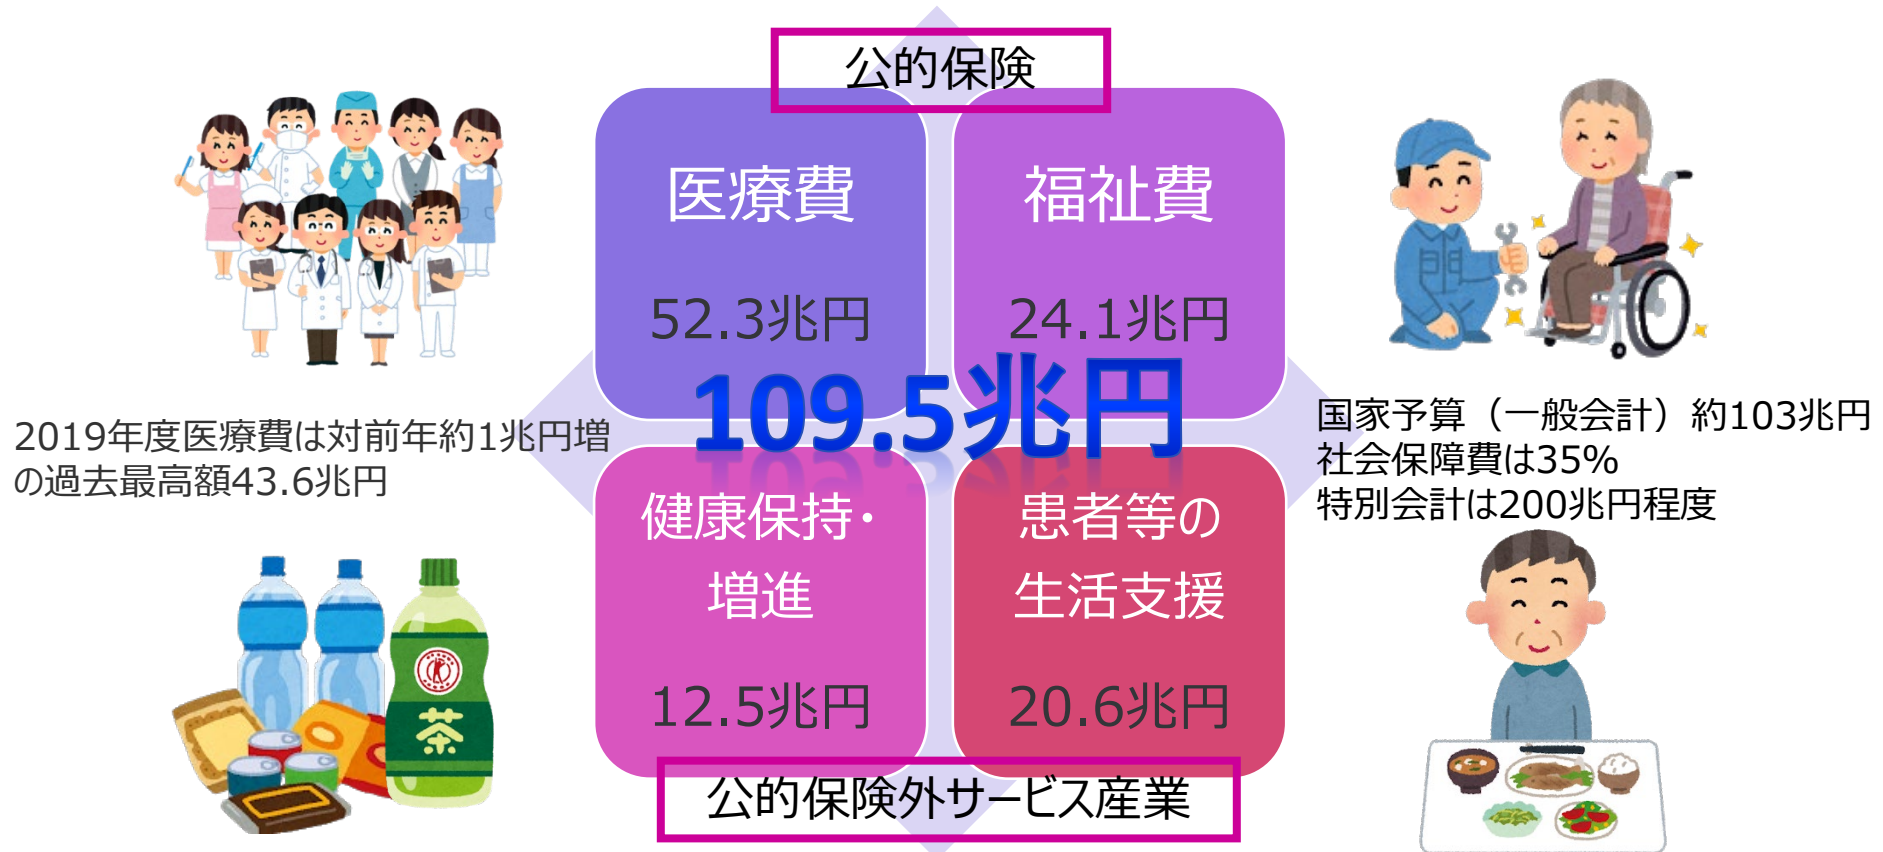 公的保険
医療費
52.3兆円
福祉費
24.1兆円
109.5兆円
2019年度医療費は対前年約1兆円増
の過去最高額43.6兆円
国家予算（一般会計）約103兆円
社会保障費は35%
特別会計は200兆円程度
健康保持・
増進
12.5兆円
患者等の
生活支援
20.6兆円
茶
公的保険外サービス産業